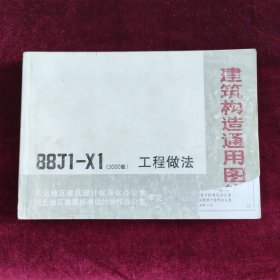 建筑构造通用图
88J1-X1(2000版) 工程做法
华北地区建筑设计标准化办公室
西北地区建筑标准设计协作办公室 审定